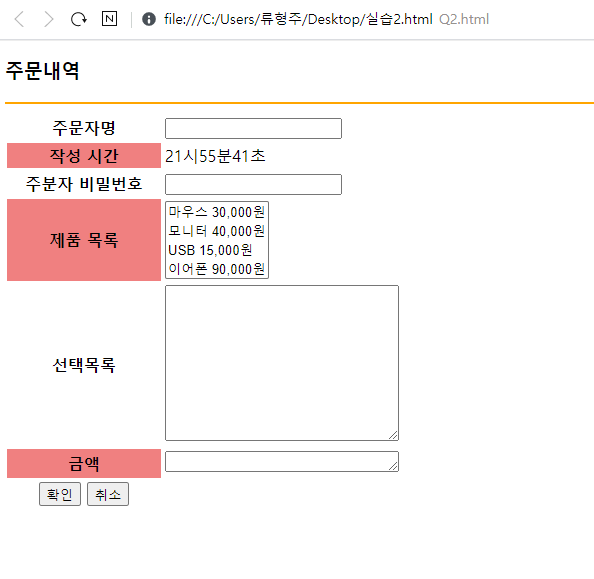 file:///C:/Users/류형주/Desktop/실습2.html Q2.html
주문내역
주문자명
작성 시간 21시55분41초
주분자 비밀번호
제품 목록
마우스 30,000원
모니터 40,000원
USB 15,000원
이어폰 90,000원
선택목록
금액
확인 취소